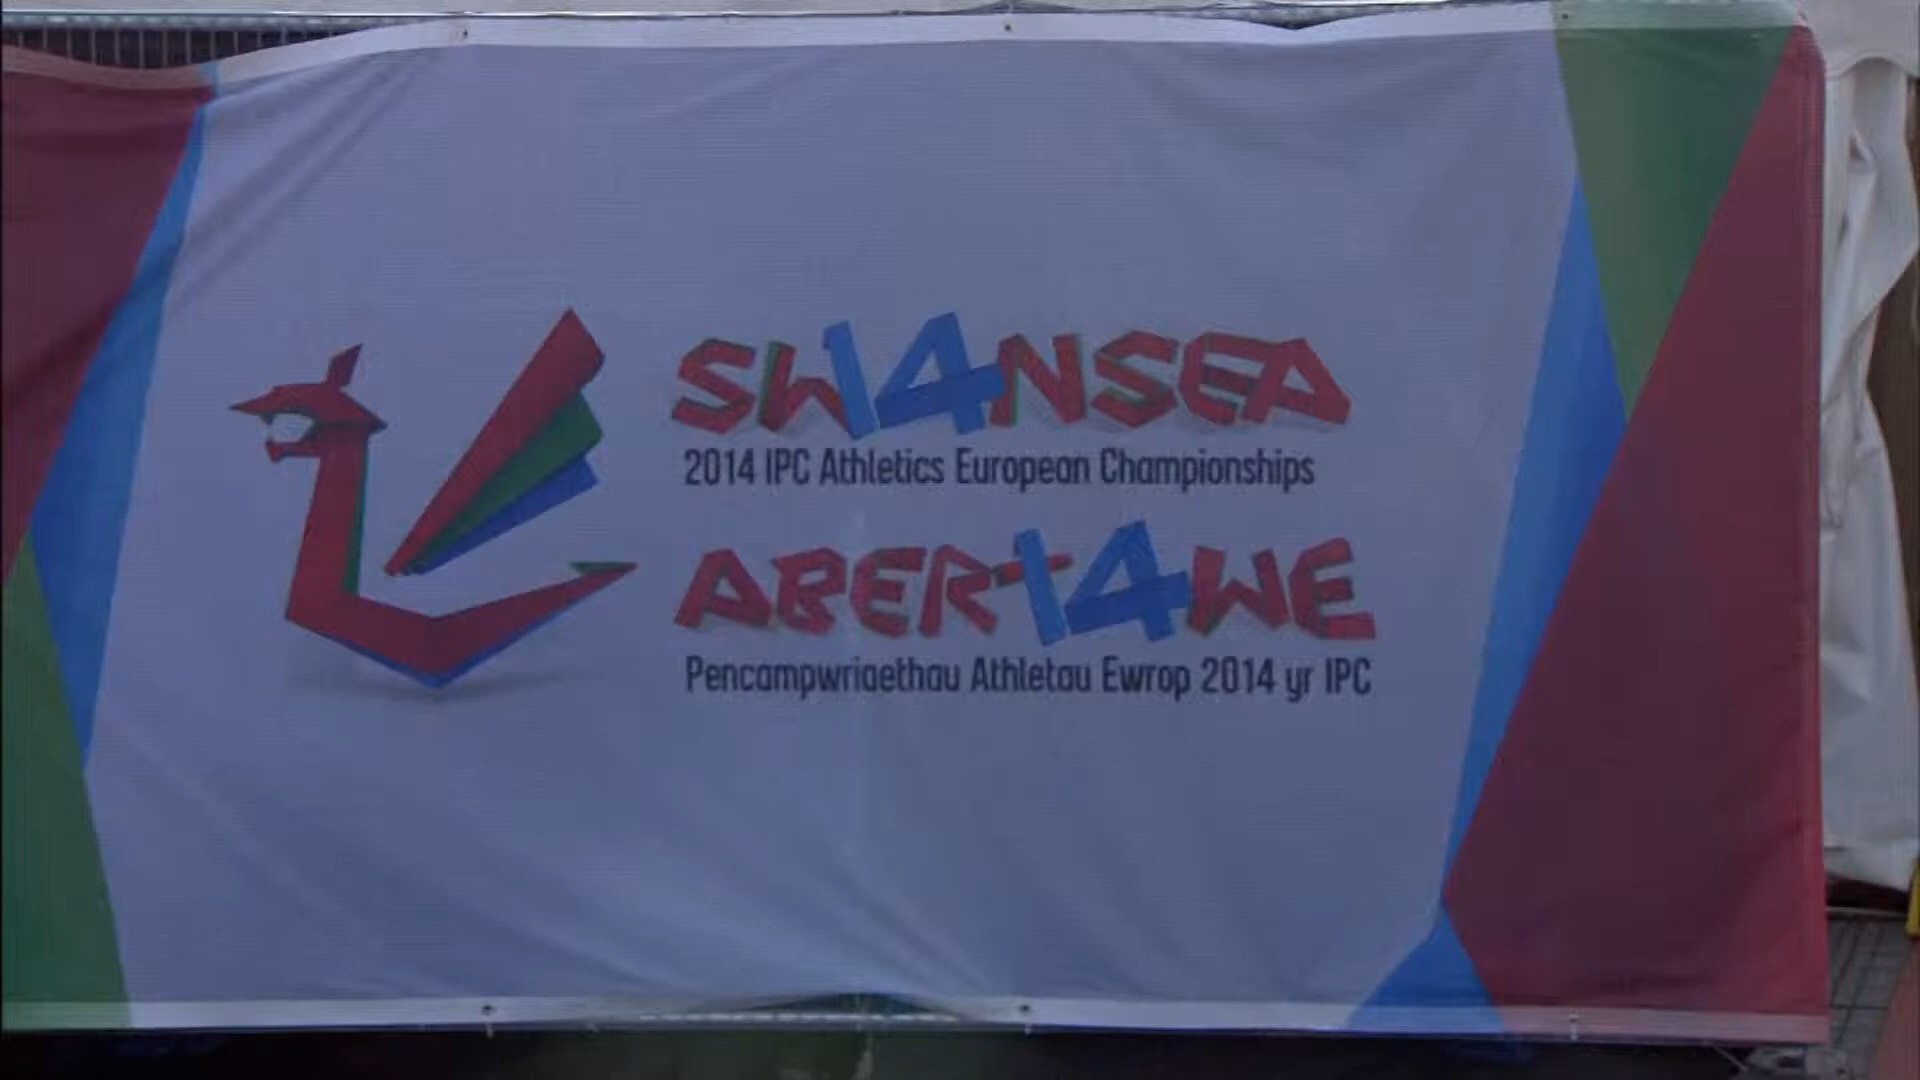 SW14NSEA
2014 IPC Athletics European Championships
ABERT14WE
Pencampwriaethau Athletau Ewrop 2014 yr IPC